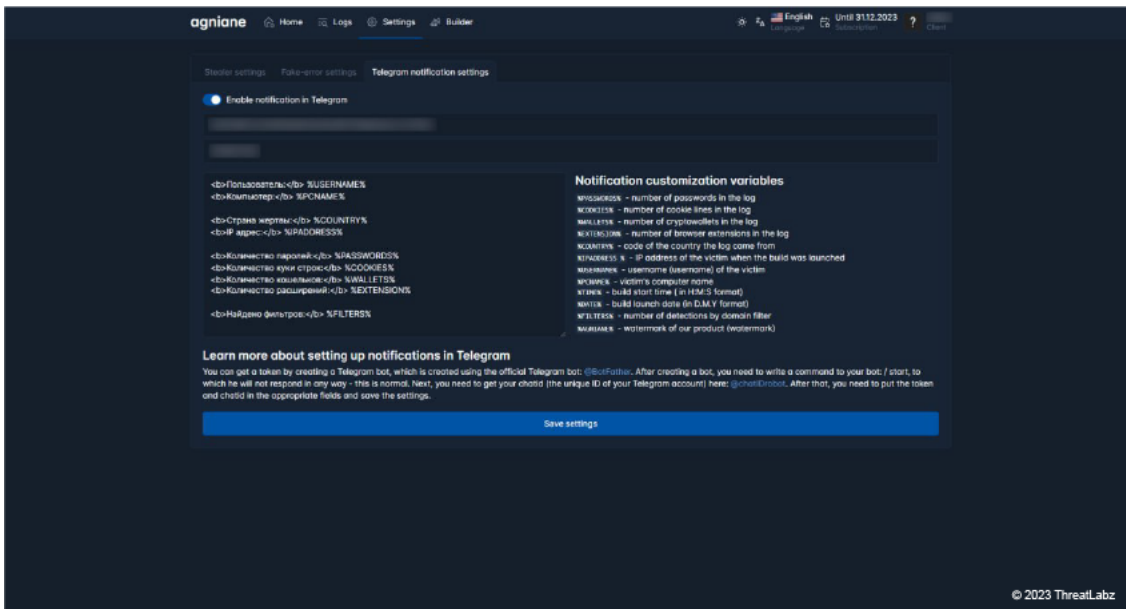 agniane Home Logs Settings Builder English Language Until 31.12.2023 Subscription ? Client
Stealer settings Fake-error settings Telegram notification settings
Enable notification in Telegram
<b>Пользователь:</b> %USERNAME%
<b>Компьютер:</b> %PCNAME%
<b>Страна жертвы:</b> %COUNTRY%
<b>IP адрес:</b> %IPADDRESS%
<b>Количество паролей:</b> %PASSWORDS%
<b>Количество куки строк:</b> %COOKIES%
<b>Количество кошельков:</b> %WALLETS%
<b>Количество расширений:</b> %EXTENSION%
<b>Найдено фильтров:</b> %FILTERS%
Notification customization variables
%PASSWORDS% - number of passwords in the log
%COOKIES% - number of cookie lines in the log
%WALLETS% - number of cryptowallets in the log
%EXTENSION% - number of browser extensions in the log
%COUNTRY% - code of the country the log came from
%IPADDRESS % - IP address of the victim when the build was launched
%USERNAME% - username (username) of the victim
%PCNAME% - victim's computer name
%TIME% - build start time ( in H:M:S format)
%DATE% - build launch date (in D.M.Y format)
%FILTERS% - number of detections by domain filter
%AGNIANE% - watermark of our product (watermark)
Learn more about setting up notifications in Telegram
You can get a token by creating a Telegram bot, which is created using the official Telegram bot: @BotFather. After creating a bot, you need to write a command to your bot: / start, to
which he will not respond in any way - this is normal. Next, you need to get your chatid (the unique ID of your Telegram account) here: @chatIDrobot. After that, you need to put the token
and chatid in the appropriate fields and save the settings.
Save settings
© 2023 ThreatLabz